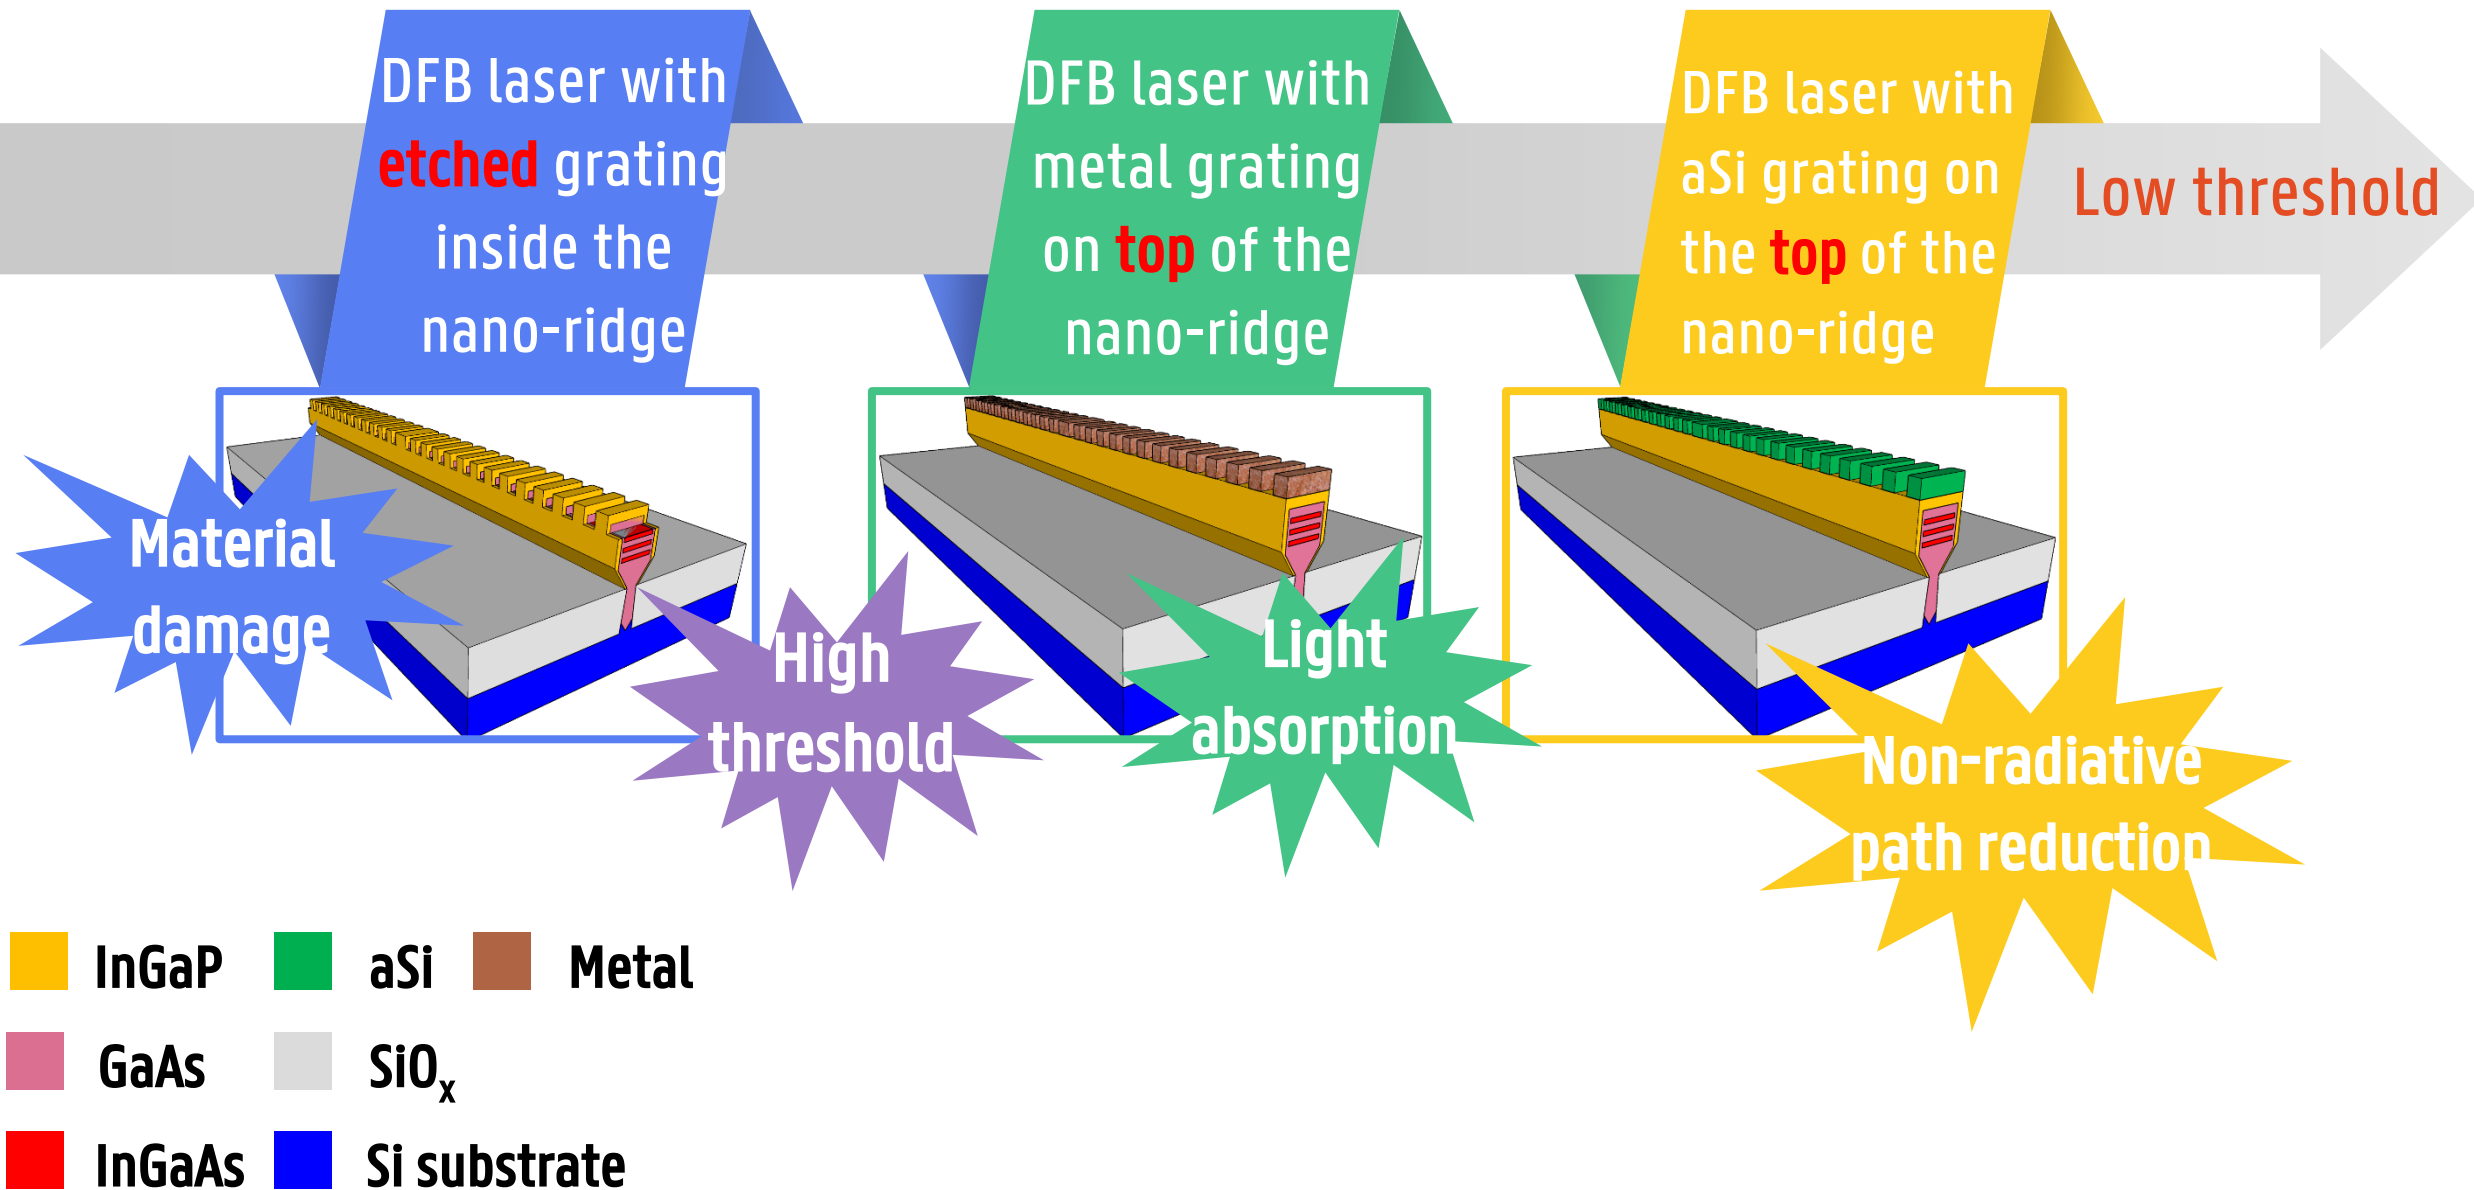 DFB laser with
etched grating
inside the
nano-ridge
DFB laser with
metal grating
on top of the
nano-ridge
DFB laser with
aSi grating on
the top of the
nano-ridge
Low threshold
Material
damage
High
threshold
Light
absorption
Non-radiative
path reduction
InGaP
aSi
Metal
GaAs
SiOx
InGaAs
Si substrate